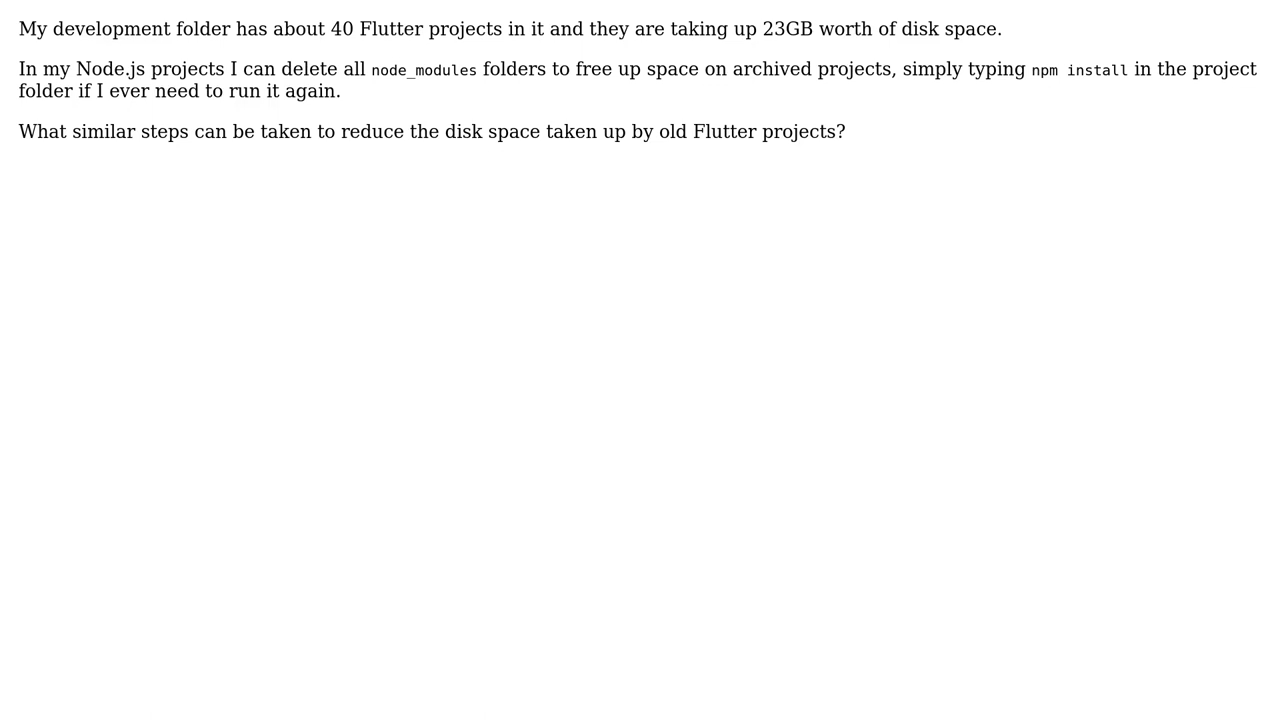 My development folder has about 40 Flutter projects in it and they are taking up 23GB worth of disk space.
In my Node.js projects I can delete all node_modules folders to free up space on archived projects, simply typing npm install in the project
folder if I ever need to run it again.
What similar steps can be taken to reduce the disk space taken up by old Flutter projects?